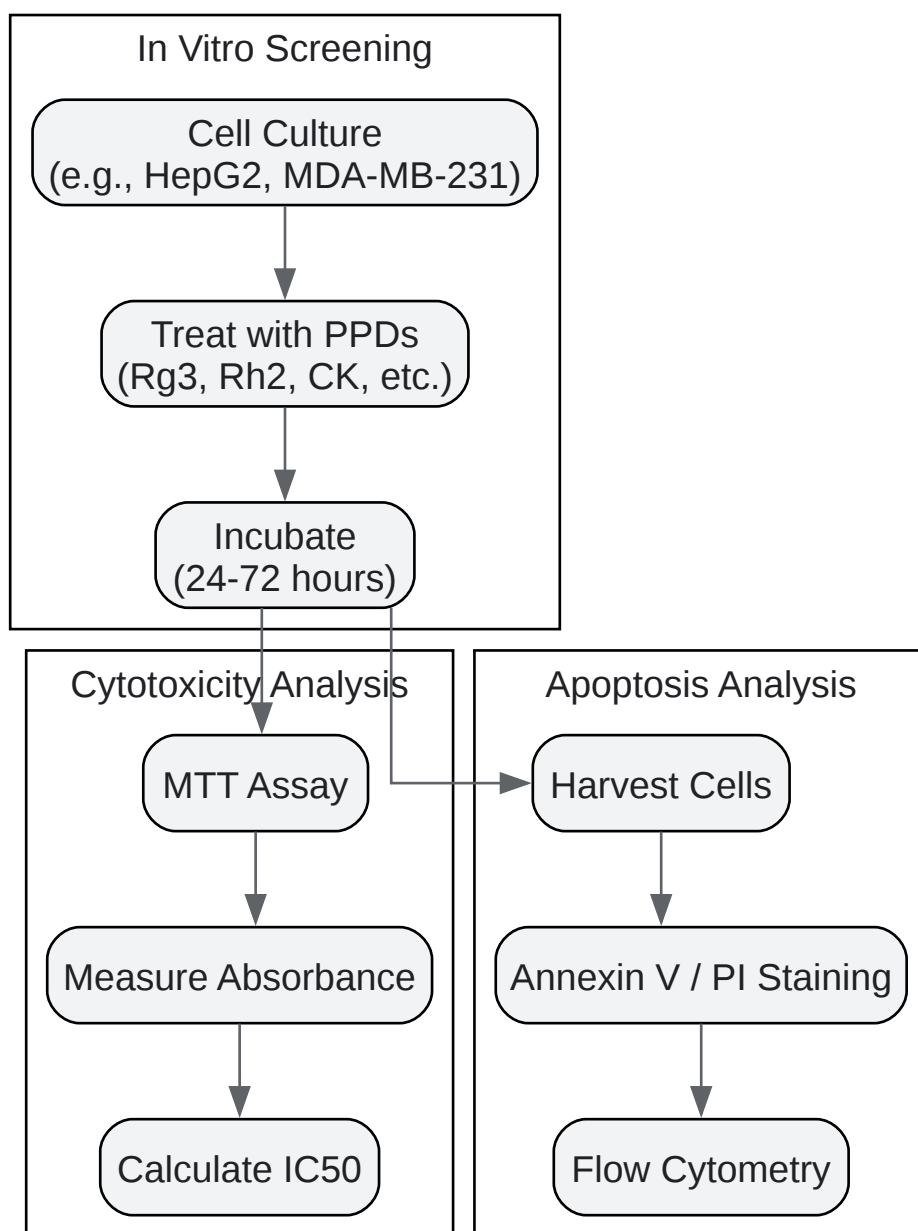 In Vitro Screening
Cell Culture
(e.g., HepG2, MDA-MB-231)
Treat with PPDs
(Rg3, Rh2, CK, etc.)
Incubate
(24-72 hours)
Cytotoxicity Analysis
MTT Assay
Measure Absorbance
Calculate IC50
Apoptosis Analysis
Harvest Cells
Annexin V / PI Staining
Flow Cytometry